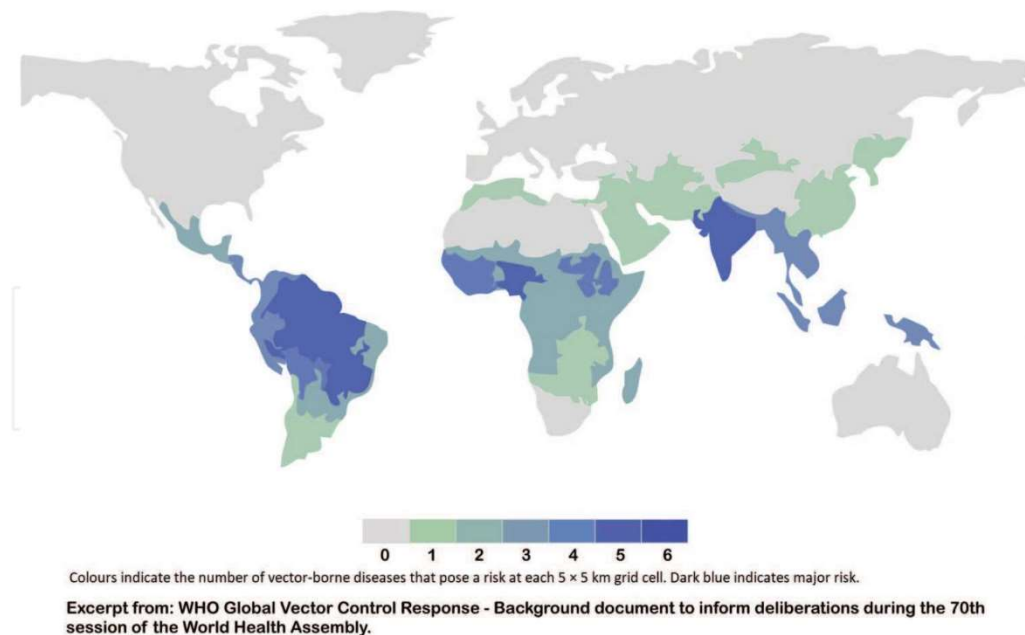 0 1 2 3 4 5 6
Colours indicate the number of vector-borne diseases that pose a risk at each 5 × 5 km grid cell. Dark blue indicates major risk.
Excerpt from: WHO Global Vector Control Response - Background document to inform deliberations during the 70th
session of the World Health Assembly.